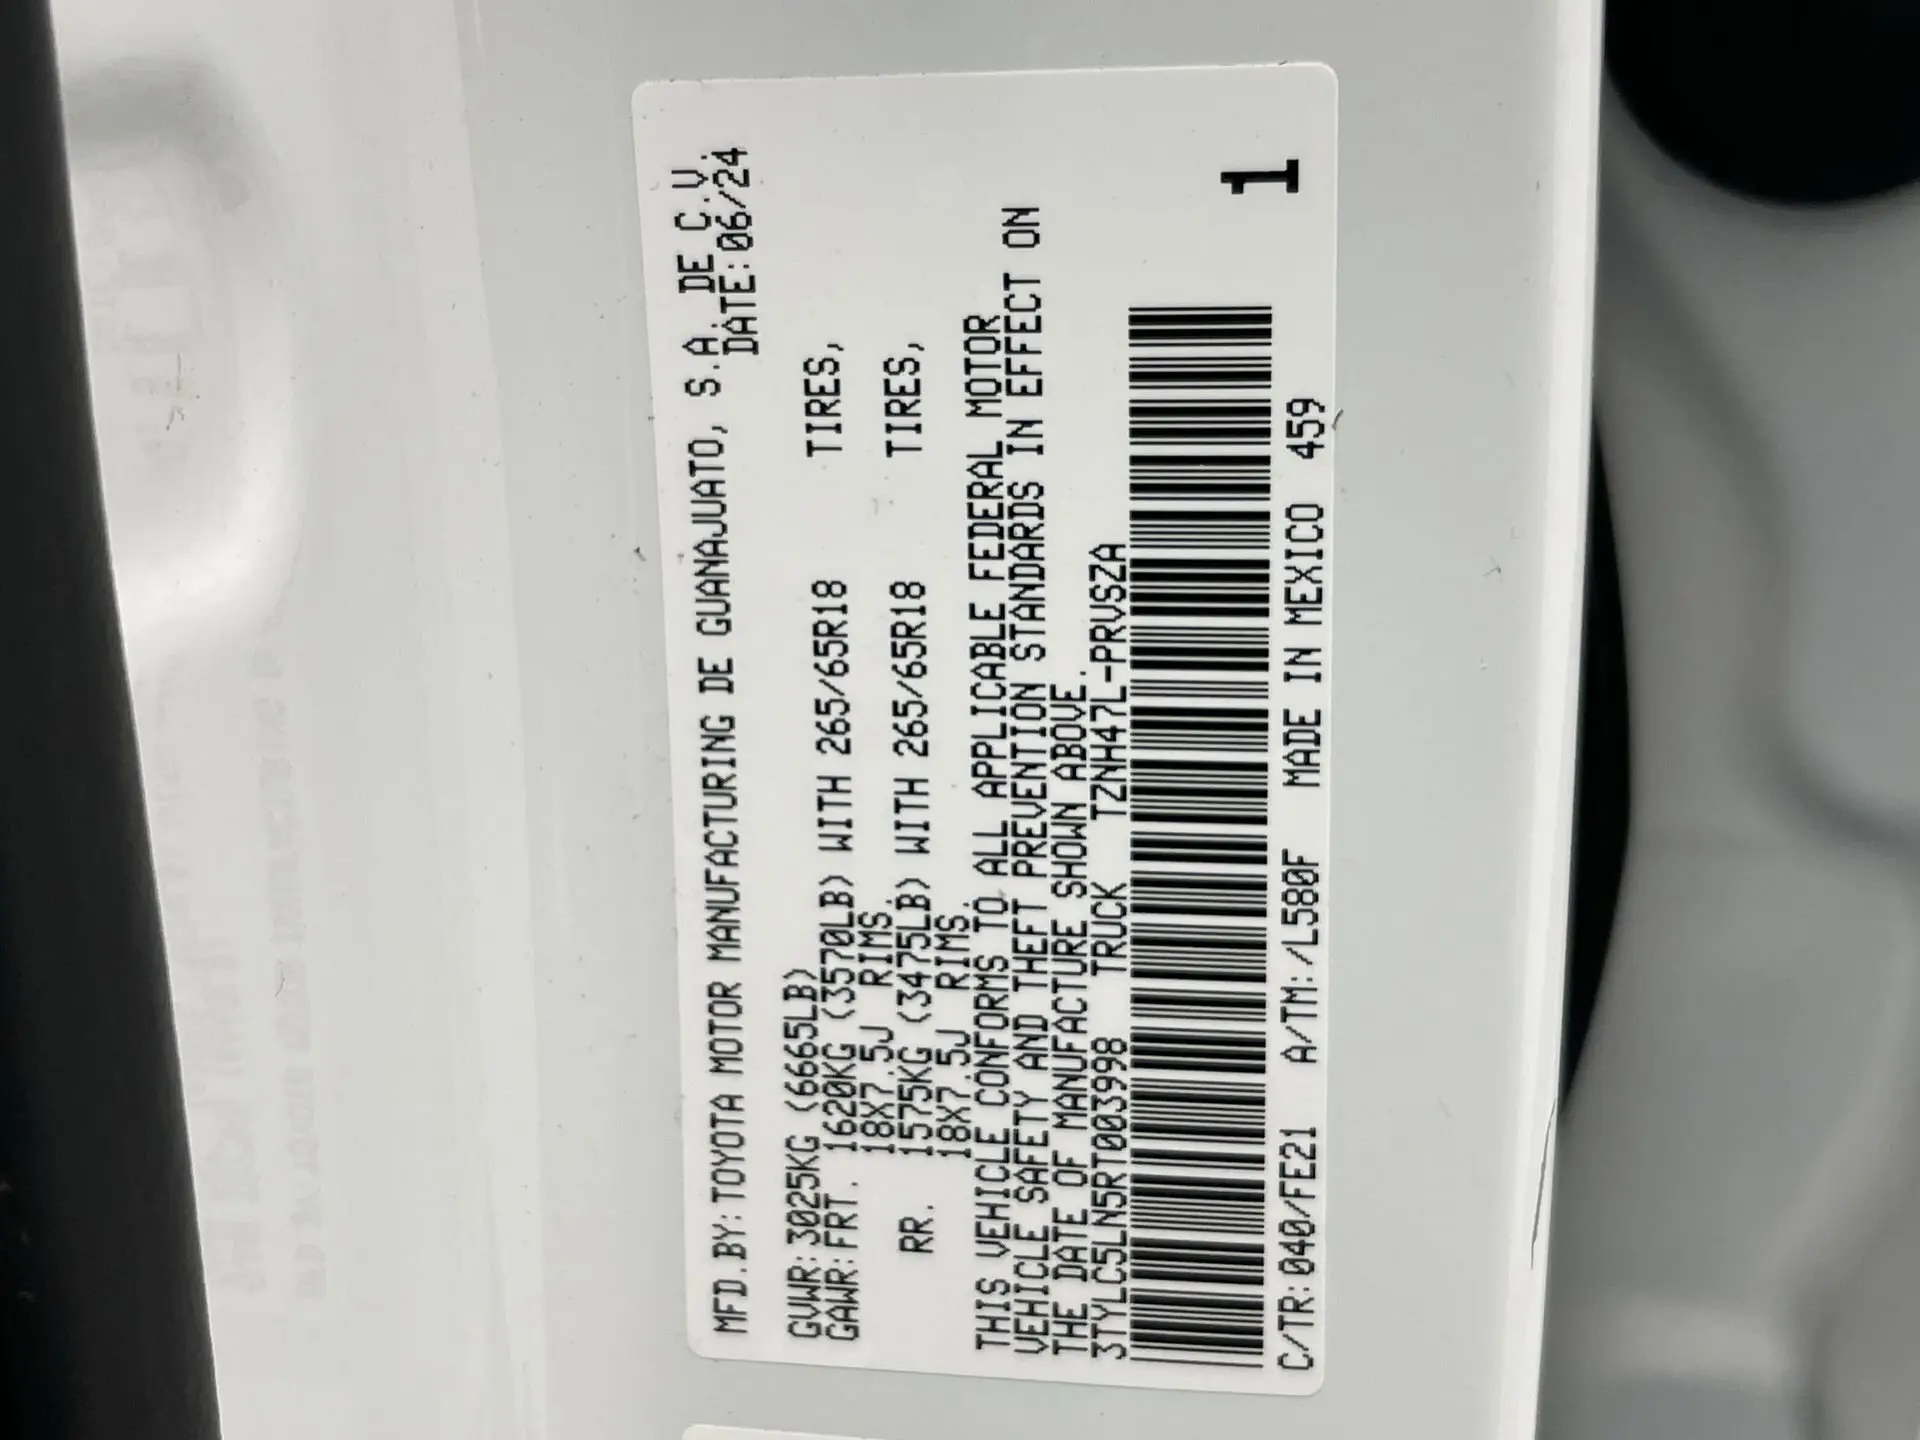 MFD.BY:TOYOTA MOTOR MANUFACTURING DE GUANAJUATO, S.A. DE C.V.
DATE:06/24
GVWR:3025KG (6665LB)
GAWR:FRT. 1620KG (3570LB) WITH 265/65R18 TIRES,
18X7.5J RIMS.
RR. 1575KG (3475LB) WITH 265/65R18 TIRES,
18X7.5J RIMS.
THIS VEHICLE CONFORMS TO ALL APPLICABLE FEDERAL MOTOR
VEHICLE SAFETY AND THEFT PREVENTION STANDARDS IN EFFECT ON
THE DATE OF MANUFACTURE SHOWN ABOVE.
3TYLC5LN5RT003998 TRUCK TZNH47L-PRVSZA
C/TR:040/FE21 A/TM:/L580F MADE IN MEXICO 459
1